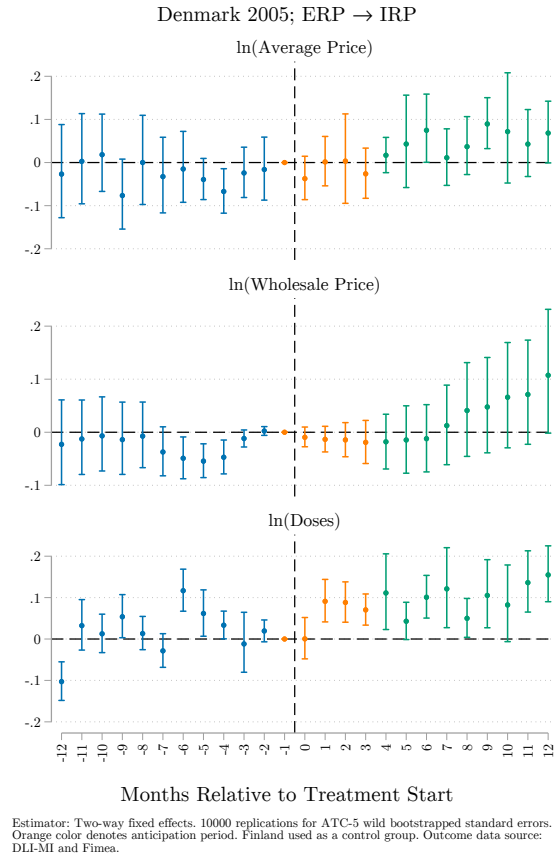 Denmark 2005; ERP → IRP
ln(Average Price)
.2
.1
0
-.1
-.2
ln(Wholesale Price)
.2
.1
0
-.1
ln(Doses)
.2
.1
0
-.1
-.2
-12 -11 -10 -9 -8 -7 -6 -5 -4 -3 -2 -1 0 1 2 3 4 5 6 7 8 9 10 11 12
Months Relative to Treatment Start
Estimator: Two-way fixed effects. 10000 replications for ATC-5 wild bootstrapped standard errors.
Orange color denotes anticipation period. Finland used as a control group. Outcome data source:
DLI-MI and Fimea.